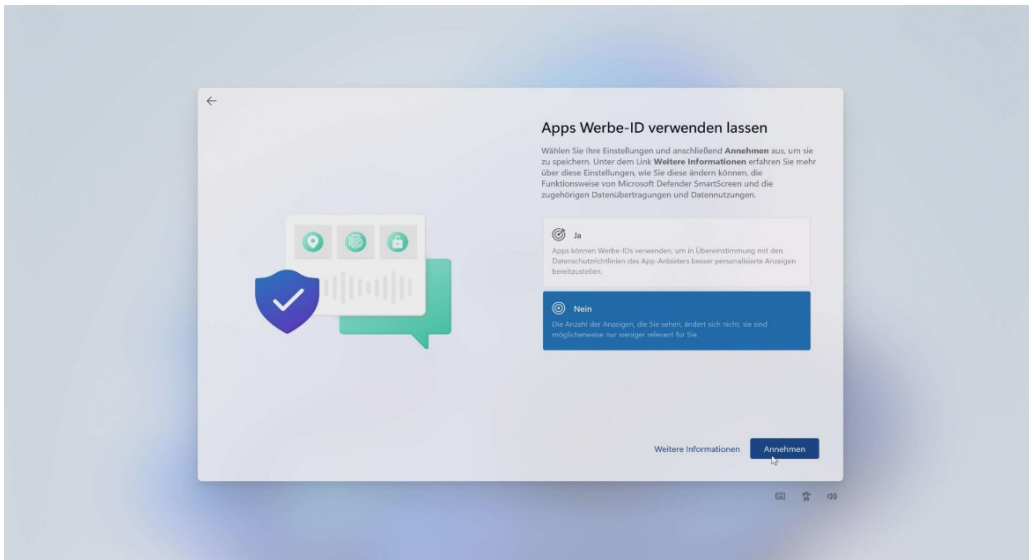 Apps Werbe-ID verwenden lassen
Wählen Sie Ihre Einstellungen und anschließend Annehmen aus, um sie
zu speichern. Unter dem Link Weitere Informationen erfahren Sie mehr
über diese Einstellungen, wie Sie diese ändern können, die
Funktionsweise von Microsoft Defender SmartScreen und die
zugehörigen Datenübertragungen und Datennutzungen.
Ja
Apps können Werbe-IDs verwenden, um in Übereinstimmung mit den
Datenschutzrichtlinien des App-Anbieters besser personalisierte Anzeigen
bereitzustellen.
Nein
Die Anzahl der Anzeigen, die Sie sehen, ändert sich nicht, sie sind
möglicherweise nur weniger relevant für Sie.
Weitere Informationen
Annehmen